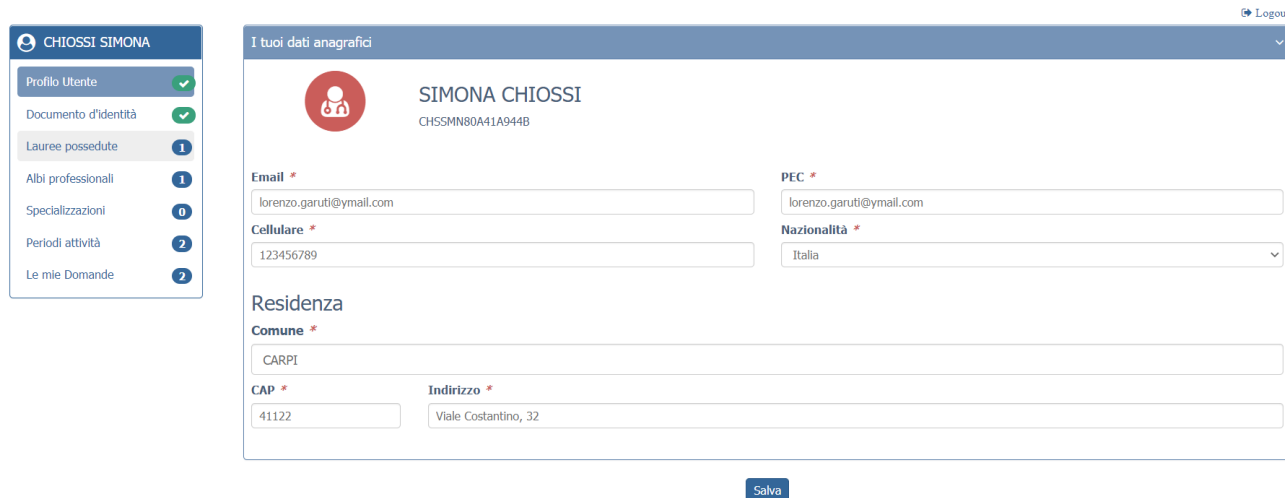 Logou
CHIOSSI SIMONA
Profilo Utente
Documento d'identità
Lauree possedute 1
Albi professionali 1
Specializzazioni 0
Periodi attività 2
Le mie Domande 2
I tuoi dati anagrafici
SIMONA CHIOSSI
CHSSMN80A41A944B
Email * PEC *
lorenzo.garuti@ymail.com lorenzo.garuti@ymail.com
Cellulare * Nazionalità *
123456789 Italia
Residenza
Comune *
CARPI
CAP * Indirizzo *
41122 Viale Costantino, 32
Salva